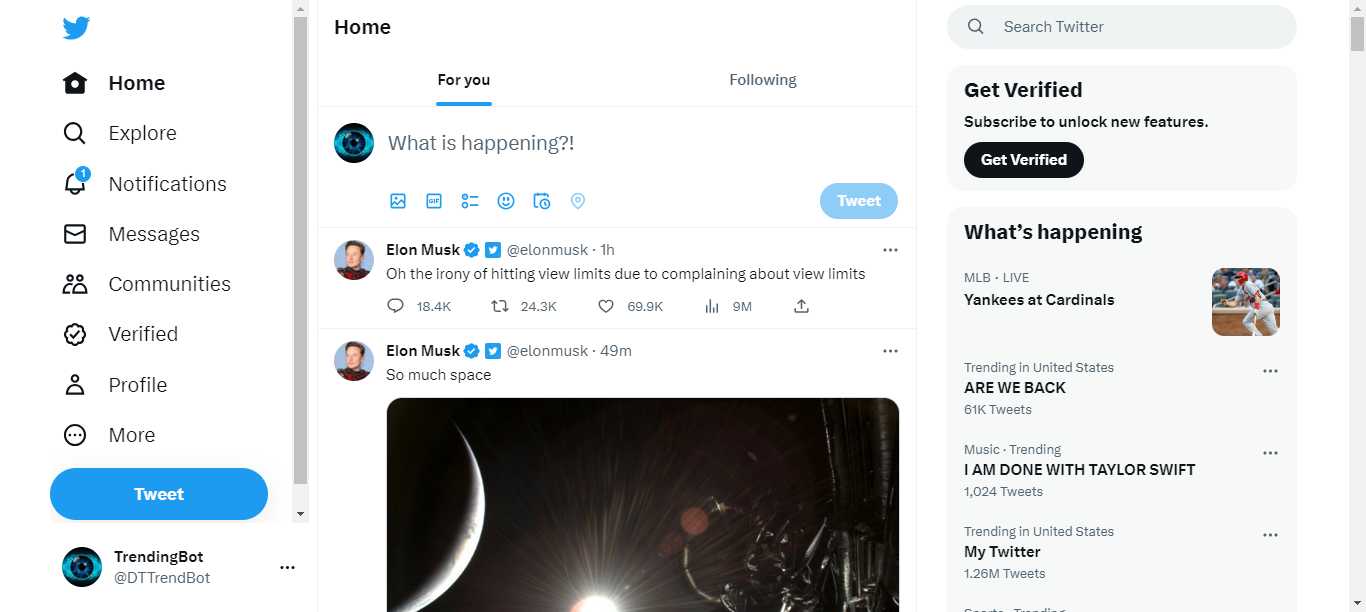 Home
Explore
1
Notifications
Messages
Communities
Verified
Profile
More
Tweet
TrendingBot
@DTTrendBot
Home
For you
Following
What is happening?!
GIF
Tweet
Elon Musk @elonmusk · 1h
Oh the irony of hitting view limits due to complaining about view limits
18.4K 24.3K 69.9K 9M
Elon Musk @elonmusk · 49m
So much space
Search Twitter
Get Verified
Subscribe to unlock new features.
Get Verified
What’s happening
MLB · LIVE
Yankees at Cardinals
Trending in United States
ARE WE BACK
61K Tweets
Music · Trending
I AM DONE WITH TAYLOR SWIFT
1,024 Tweets
Trending in United States
My Twitter
1.26M Tweets
Sports · Trending